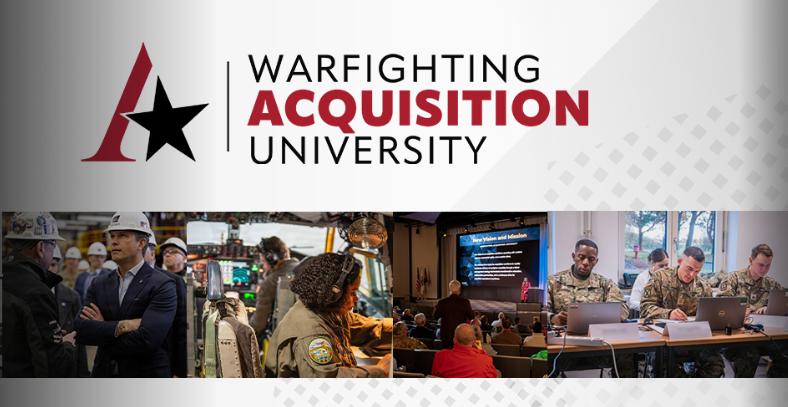 WARFIGHTING
ACQUISITION
UNIVERSITY
New Vision and Mission